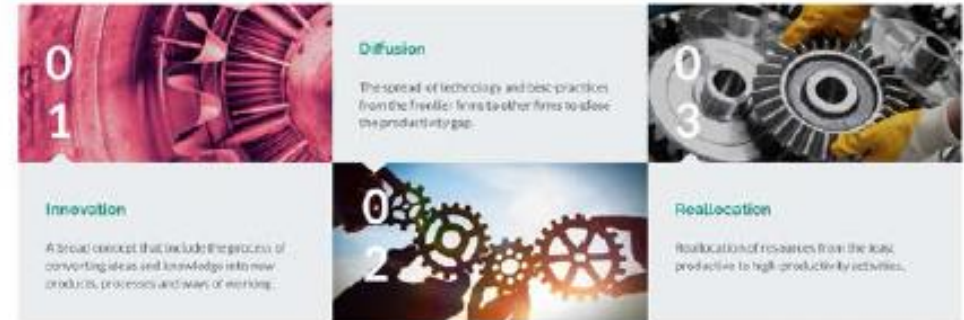 0
1
Innovation
A broad concept that include the process of
converting ideas and knowledge into new
products, processes and ways of working.
Diffusion
The spread of technology and best-practices
from the frontier firms to other firms to close
the productivity gap.
0
2
0
3
Reallocation
Reallocation of resources from the least
productive to high-productivity activities.